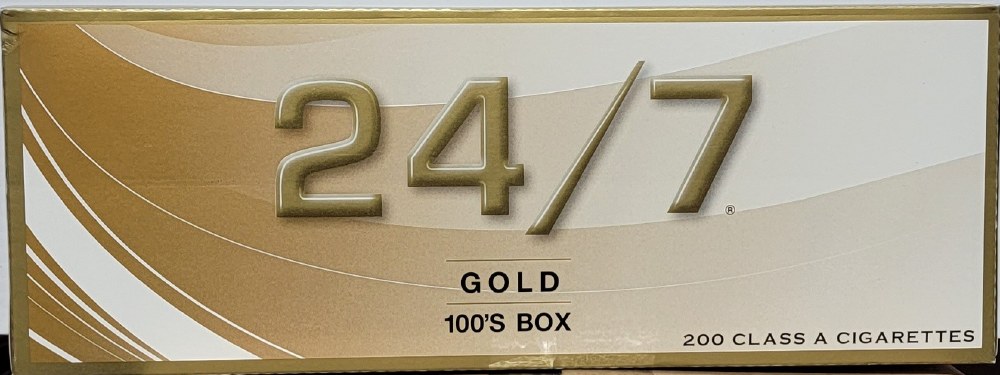 24/7®
GOLD
100'S BOX
200 CLASS A CIGARETTES